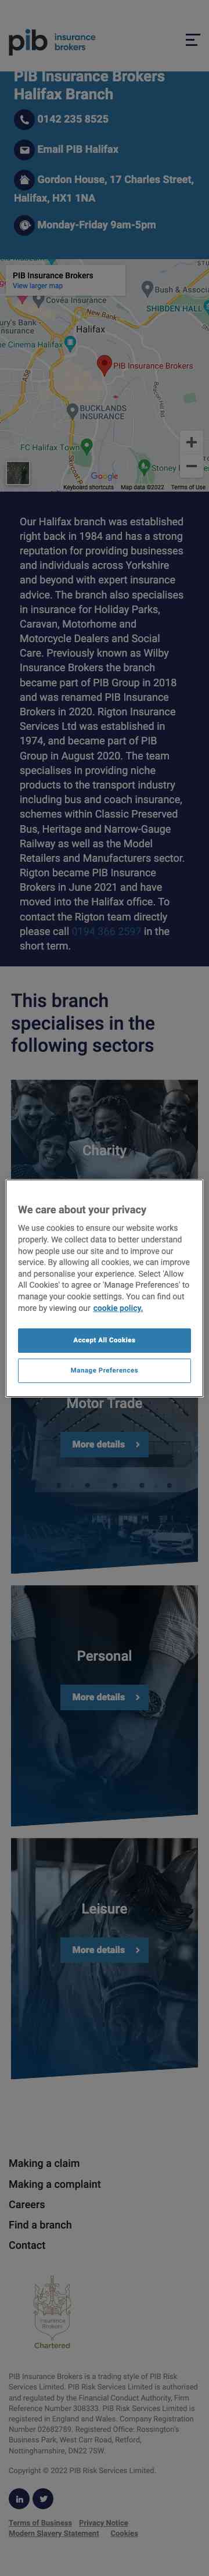 pib insurance
brokers
PIB Insurance Brokers
Halifax Branch
0142 235 8525
Email PIB Halifax
Gordon House, 17 Charles Street,
Halifax, HX1 1NA
Monday-Friday 9am-5pm
PIB Insurance Brokers
View larger map
Covéa Insurance
Bush & Associa
SHIBDEN HALL
New Bank
Halifax
ury's Bank
he Cinema Halifax
PIB Insurance Brokers
BUCKLANDS
INSURANCE
FC Halifax Town
Stoney
Google
Keyboard shortcuts Map data ©2022 Terms of Use
Our Halifax branch was established
right back in 1984 and has a strong
reputation for providing businesses
and individuals across Yorkshire
and beyond with expert insurance
advice. The branch also specialises
in insurance for Holiday Parks,
Caravan, Motorhome and
Motorcycle Dealers and Social
Care. Previously known as Wilby
Insurance Brokers the branch
became part of PIB Group in 2018
and was renamed PIB Insurance
Brokers in 2020. Rigton Insurance
Services Ltd was established in
1974, and became part of PIB
Group in August 2020. The team
specialises in providing niche
products to the transport industry
including bus and coach insurance,
schemes within Classic Preserved
Bus, Heritage and Narrow-Gauge
Railway as well as the Model
Retailers and Manufacturers sector.
Rigton became PIB Insurance
Brokers in June 2021 and have
moved into the Halifax office. To
contact the Rigton team directly
please call 0194 366 2597 in the
short term.
This branch
specialises in the
following sectors
Charity
We care about your privacy
We use cookies to ensure our website works
properly. We collect data to better understand
how people use our site and to improve our
service. By allowing all cookies, we can improve
and personalise your experience. Select 'Allow
All Cookies' to agree or 'Manage Preferences' to
manage your cookie settings. You can find out
more by viewing our cookie policy.
Accept All Cookies
Manage Preferences
Motor Trade
More details
Personal
More details
Leisure
More details
Making a claim
Making a complaint
Careers
Find a branch
Contact
Insurance
Brokers
Chartered
PIB Insurance Brokers is a trading style of PIB Risk
Services Limited. PIB Risk Services Limited is authorised
and regulated by the Financial Conduct Authority, Firm
Reference Number 308333. PIB Risk Services Limited is
registered in England and Wales. Company Registration
Number 02682789. Registered Office: Rossington's
Business Park, West Carr Road, Retford,
Nottinghamshire, DN22 7SW.
Copyright © 2022 PIB Risk Services Limited.
Terms of Business Privacy Notice
Modern Slavery Statement Cookies